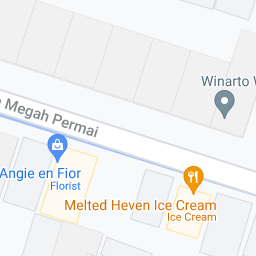 Winarto W
Megah Permai
Angie en Fior
Florist
Melted Heven Ice Cream
Ice Cream